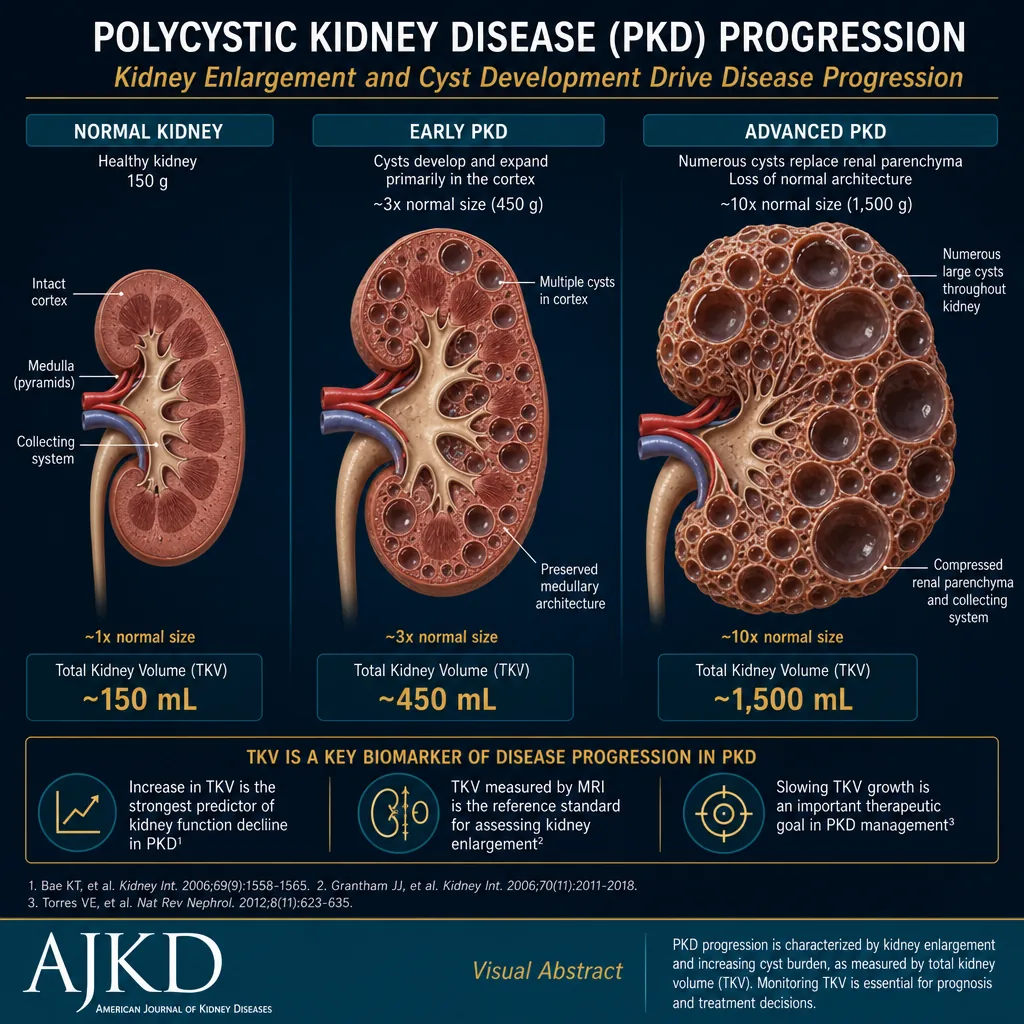 POLYCYSTIC KIDNEY DISEASE (PKD) PROGRESSION
Kidney Enlargement and Cyst Development Drive Disease Progression
NORMAL KIDNEY
Healthy kidney
150 g
Intact
cortex
Medulla
(pyramids)
Collecting
system
~1x normal size
Total Kidney Volume (TKV)
~150 mL
EARLY PKD
Cysts develop and expand
primarily in the cortex
~3x normal size (450 g)
Multiple cysts
in cortex
Preserved
medullary
architecture
~3x normal size
Total Kidney Volume (TKV)
~450 mL
ADVANCED PKD
Numerous cysts replace renal parenchyma
Loss of normal architecture
~10x normal size (1,500 g)
Numerous
large cysts
throughout
kidney
Compressed
renal parenchyma
and collecting
system
~10x normal size
Total Kidney Volume (TKV)
~1,500 mL
TKV IS A KEY BIOMARKER OF DISEASE PROGRESSION IN PKD
Increase in TKV is the
strongest predictor of
kidney function decliine
in PKD¹
TKV measured by MRI
is the reference standard
for assessing kidney
enlargement²
Slowing TKV growth is
an important therapeutic
goal in PKD management³
1. Bae KT, et al. Kidney Int. 2006;69(9):1558-1565. 2. Grantham JJ, et al. Kidney Int. 2006;70(11):2011-2018.
3. Torres VE, et al. Nat Rev Nephrol. 2012;8(11):623-635.
AJKD
AMERICAN JOURNAL OF KIDNEY DISEASES
Visual Abstract
PKD progression is characterized by kidney enlargement
and increasing cyst burden, as measured by total kidney
volume (TKV). Monitoring TKV is essential for prognosis
and treatment decisions.